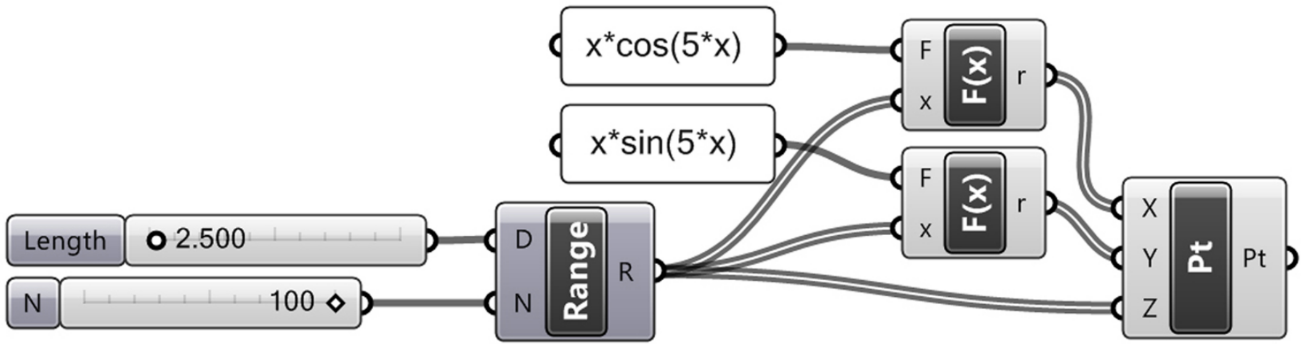 x*cos(5*x)
F
x
F(x)
r
x*sin(5*x)
F
x
F(x)
r
Length
2.500
N
100
D
N
Range
R
X
Y
Z
Pt
Pt